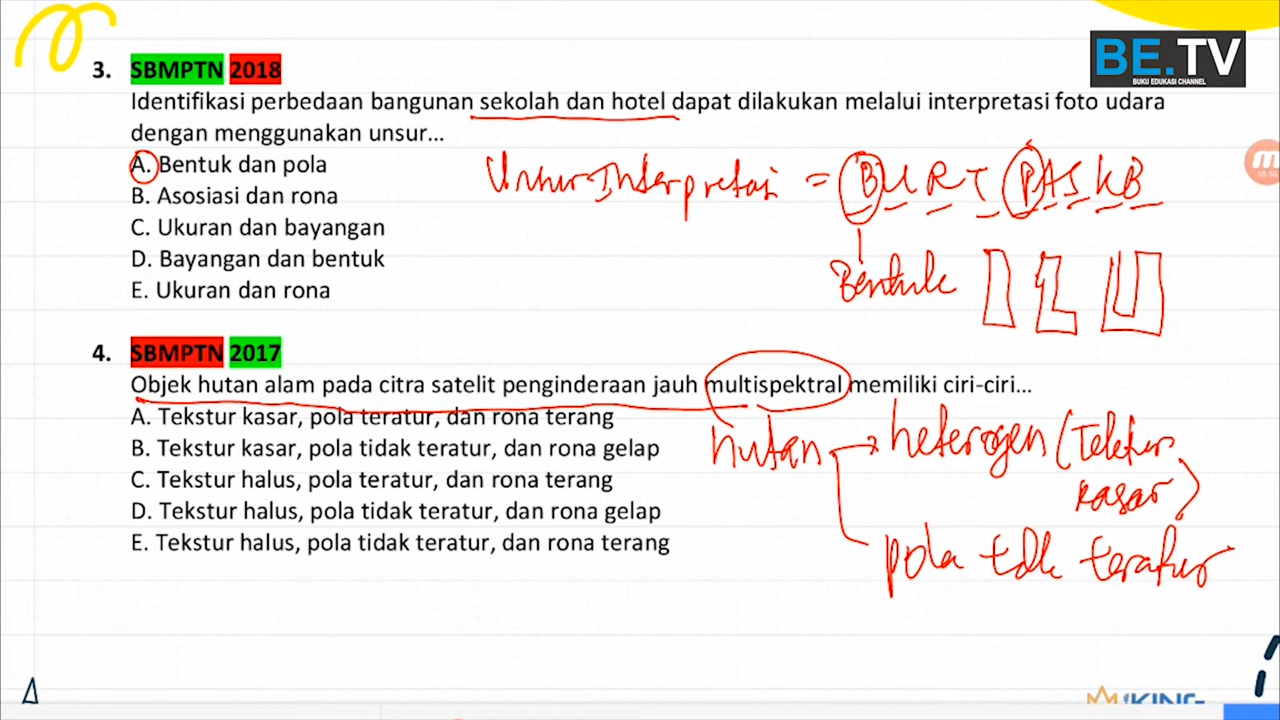 BE.TV
BUKU EDUKASI CHANNEL
3. SBMPTN 2018
Identifikasi perbedaan bangunan sekolah dan hotel dapat dilakukan melalui interpretasi foto udara
dengan menggunakan unsur...
A. Bentuk dan pola
B. Asosiasi dan rona
C. Ukuran dan bayangan
D. Bayangan dan bentuk
E. Ukuran dan rona
Unsur Interpretasi = BURT PASKB
Bentuk
4. SBMPTN 2017
Objek hutan alam pada citra satelit penginderaan jauh multispektral memiliki ciri-ciri...
A. Tekstur kasar, pola teratur, dan rona terang
B. Tekstur kasar, pola tidak teratur, dan rona gelap
C. Tekstur halus, pola teratur, dan rona terang
D. Tekstur halus, pola tidak teratur, dan rona gelap
E. Tekstur halus, pola tidak teratur, dan rona terang
hutan → heterogen (Tekstur
kasar)
pola tdk teratur